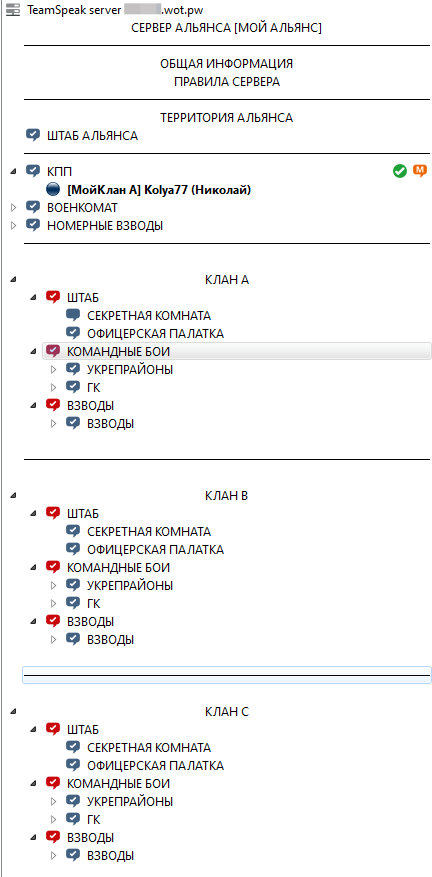 TeamSpeak server .wot.pw
СЕРВЕР АЛЬЯНСА [МОЙ АЛЬЯНС]
ОБЩАЯ ИНФОРМАЦИЯ
ПРАВИЛА СЕРВЕРА
ТЕРРИТОРИЯ АЛЬЯНСА
ШТАБ АЛЬЯНСА
КПП M
[МойКлан А] Kolya77 (Николай)
ВОЕНКОМАТ
НОМЕРНЫЕ ВЗВОДЫ
КЛАН А
ШТАБ
СЕКРЕТНАЯ КОМНАТА
ОФИЦЕРСКАЯ ПАЛАТКА
КОМАНДНЫЕ БОИ
УКРЕПРАЙОНЫ
ГК
ВЗВОДЫ
ВЗВОДЫ
КЛАН B
ШТАБ
СЕКРЕТНАЯ КОМНАТА
ОФИЦЕРСКАЯ ПАЛАТКА
КОМАНДНЫЕ БОИ
УКРЕПРАЙОНЫ
ГК
ВЗВОДЫ
ВЗВОДЫ
КЛАН C
ШТАБ
СЕКРЕТНАЯ КОМНАТА
ОФИЦЕРСКАЯ ПАЛАТКА
КОМАНДНЫЕ БОИ
УКРЕПРАЙОНЫ
ГК
ВЗВОДЫ
ВЗВОДЫ